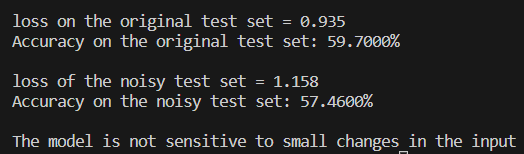 loss on the original test set = 0.935
Accuracy on the original test set: 59.7000%
loss of the noisy test set = 1.158
Accuracy on the noisy test set: 57.4600%
The model is not sensitive to small changes in the input